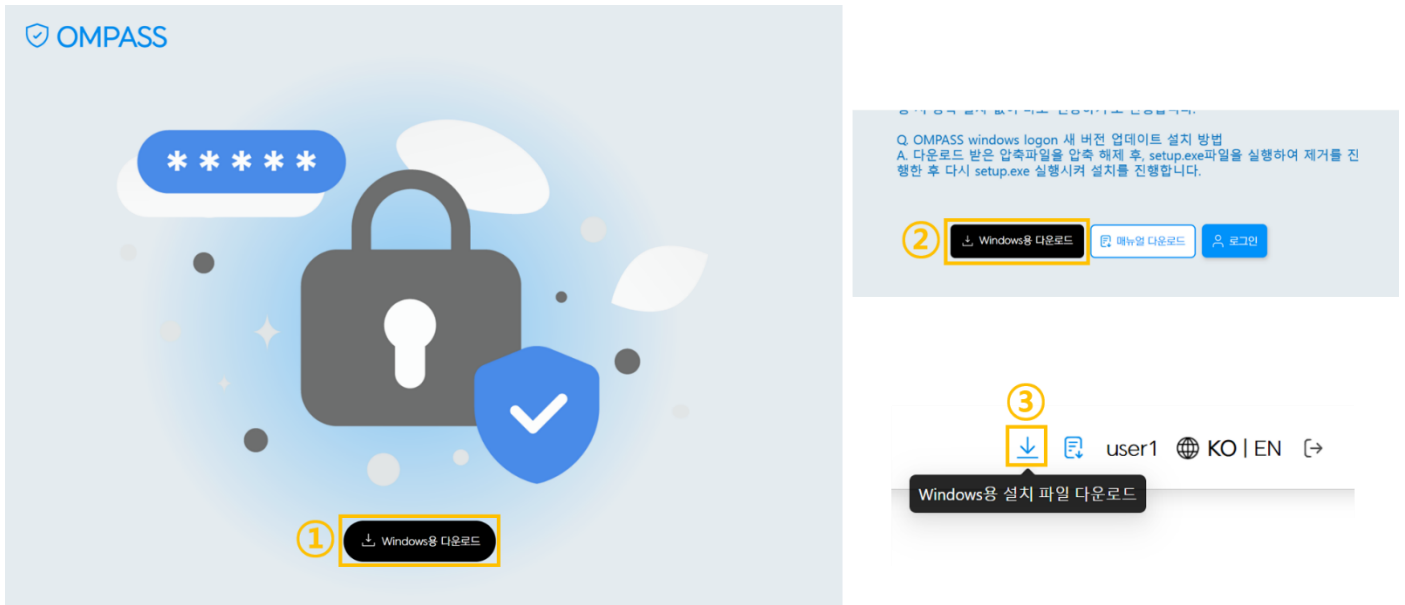 OMPASS
*****
① Windows용 다운로드
Q. OMPASS windows logon 새 버전 업데이트 설치 방법
A. 다운로드 받은 압축파일을 압축 해제 후, setup.exe파일을 실행하여 제거를 진
행한 후 다시 setup.exe 실행시켜 설치를 진행합니다.
② Windows용 다운로드 매뉴얼 다운로드 로그인
③
user1 KO | EN
Windows용 설치 파일 다운로드